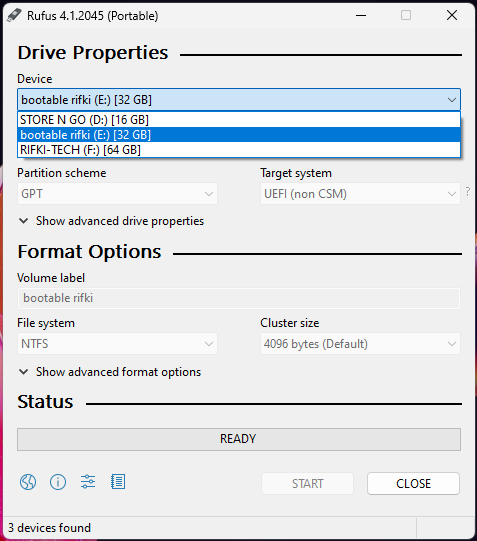 Rufus 4.1.2045 (Portable)
Drive Properties
Device
bootable rifki (E:) [32 GB]
STORE N GO (D:) [16 GB]
bootable rifki (E:) [32 GB]
RIFKI-TECH (F:) [64 GB]
Partition scheme Target system
GPT UEFI (non CSM) ?
Show advanced drive properties
Format Options
Volume label
bootable rifki
File system Cluster size
NTFS 4096 bytes (Default)
Show advanced format options
Status
READY
START CLOSE
3 devices found